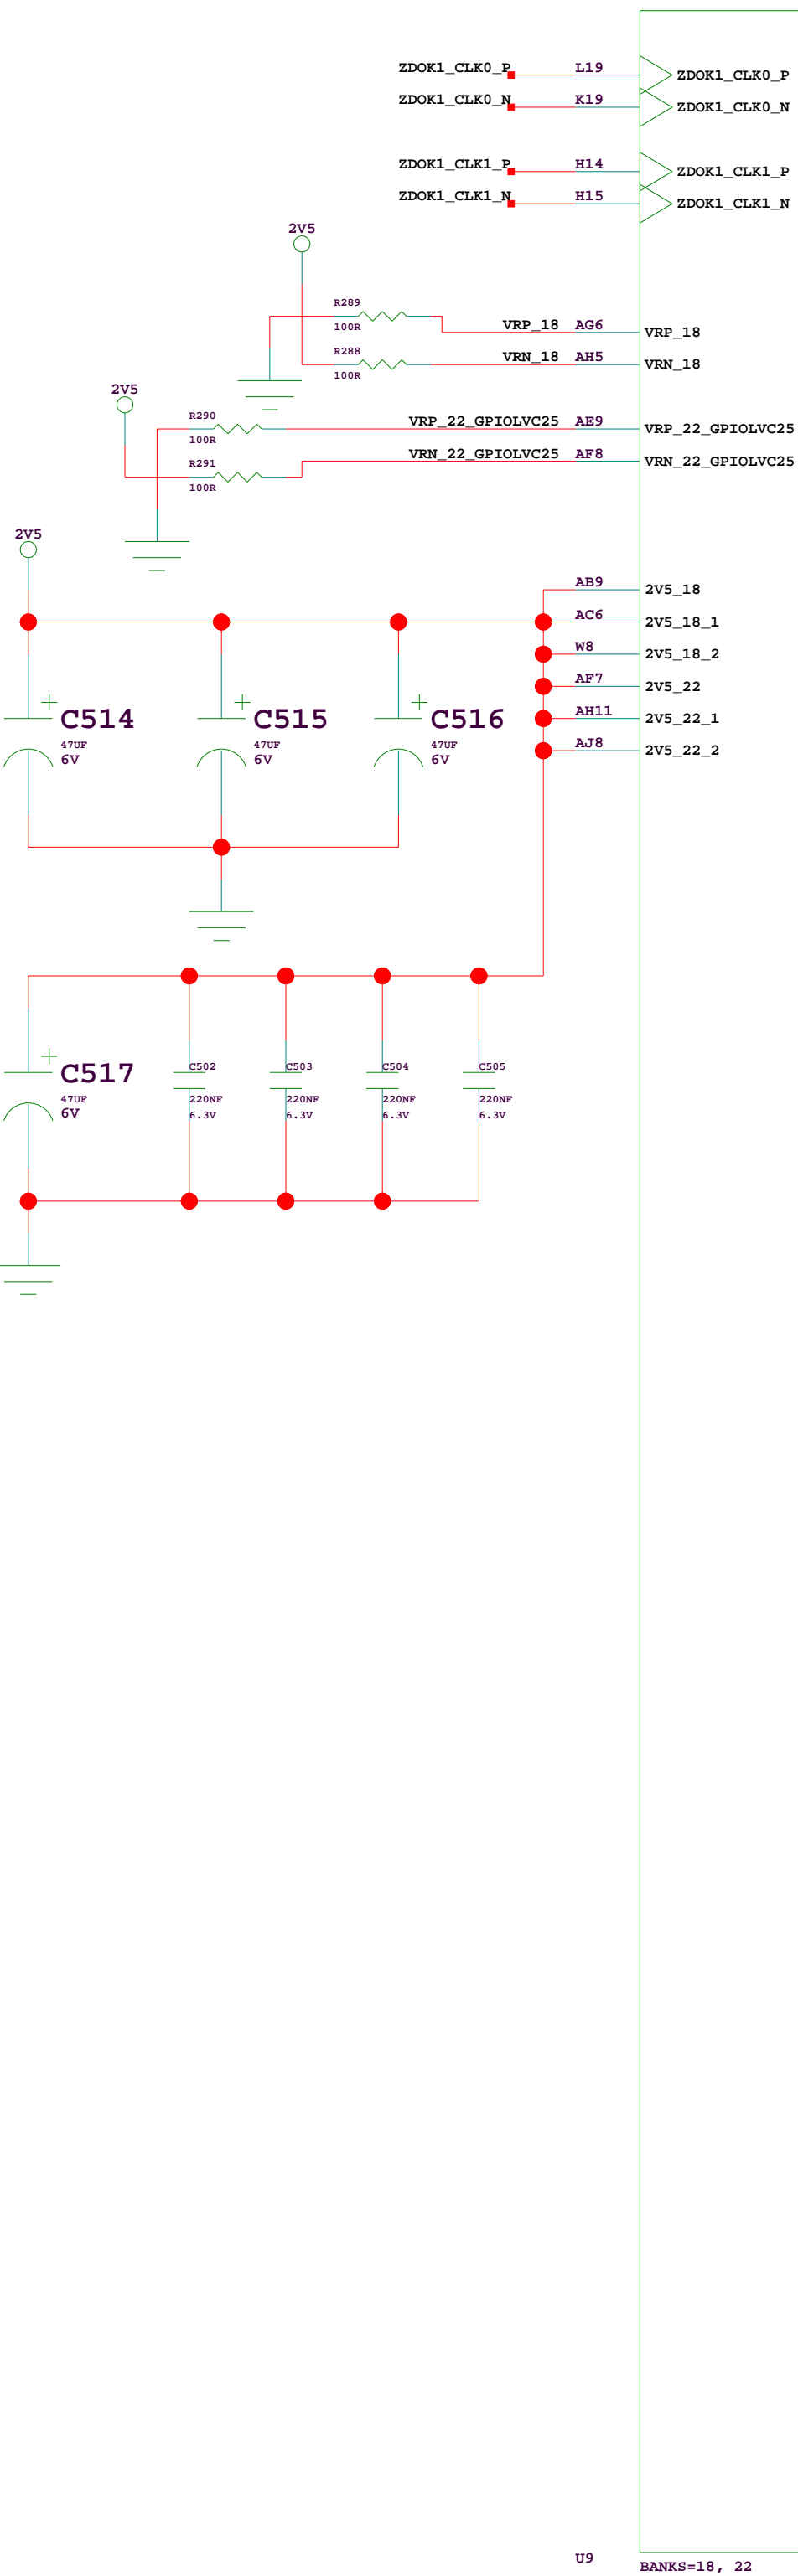 ZDOK1_CLK0_P L19 ZDOK1_CLK0_P
ZDOK1_CLK0_N K19 ZDOK1_CLK0_N
ZDOK1_CLK1_P H14 ZDOK1_CLK1_P
ZDOK1_CLK1_N H15 ZDOK1_CLK1_N
2V5
R289
100R
VRP_18 AG6 VRP_18
R288
100R
VRN_18 AH5 VRN_18
2V5
R290
100R
VRP_22_GPIOLVC25 AE9 VRP_22_GPIOLVC25
R291
100R
VRN_22_GPIOLVC25 AF8 VRN_22_GPIOLVC25
2V5
AB9 2V5_18
AC6 2V5_18_1
W8 2V5_18_2
AF7 2V5_22
AH11 2V5_22_1
AJ8 2V5_22_2
+ + +
C514 C515 C516
47UF 47UF 47UF
6V 6V 6V
+
C517 C502 C503 C504 C505
47UF 220NF 220NF 220NF 220NF
6V 6.3V 6.3V 6.3V 6.3V
U9
BANKS=18, 22